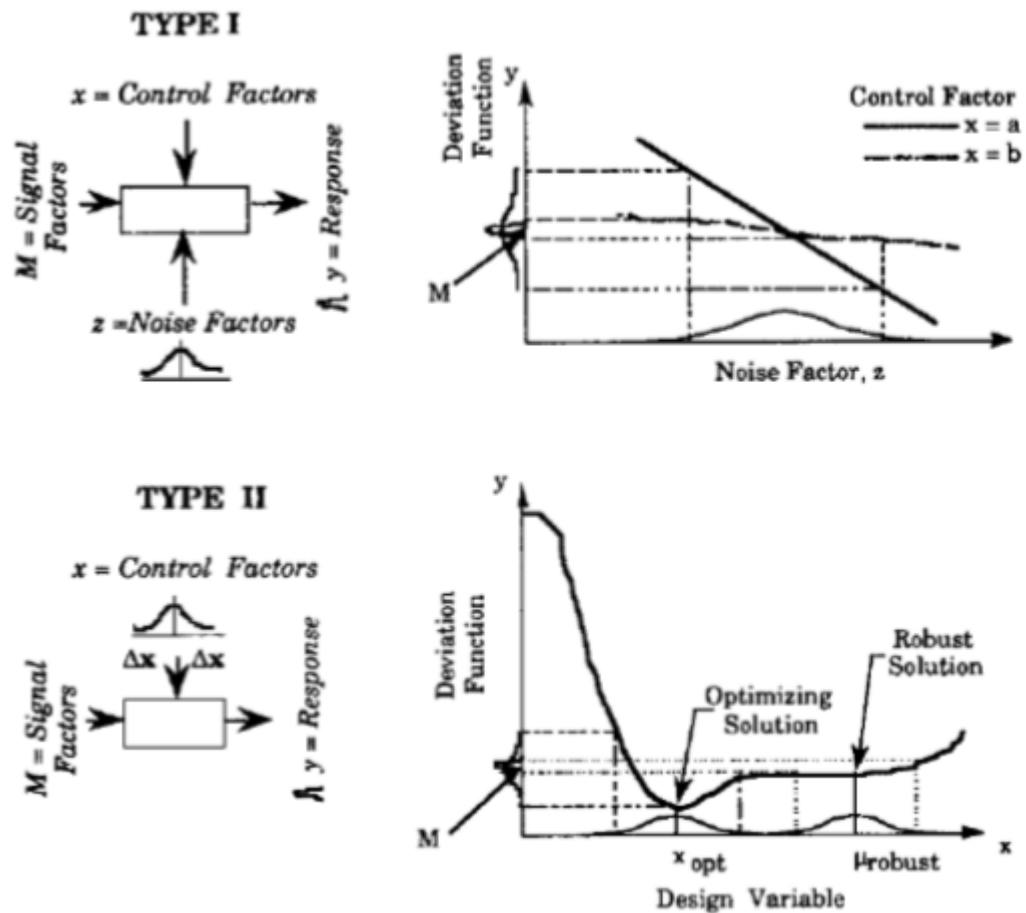 TYPE I
x = Control Factors
M = Signal
Factors
y = Response
z =Noise Factors
y
Deviation
Function
M
Control Factor
x = a
x = b
Noise Factor, z
TYPE II
x = Control Factors
Δx
Δx
M = Signal
Factors
y = Response
y
Deviation
Function
M
Optimizing
Solution
Robust
Solution
x opt
μrobust
x
Design Variable